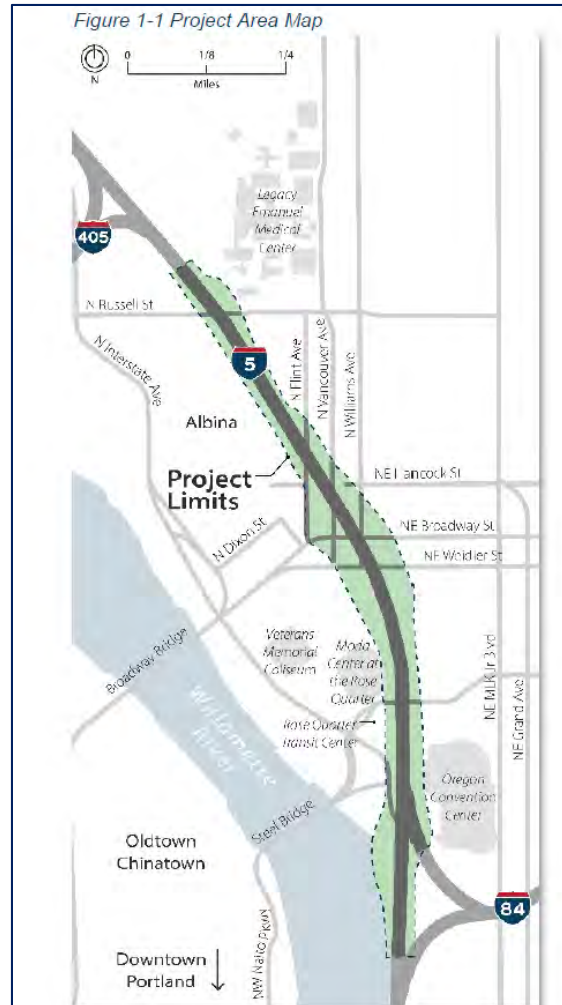 Figure 1-1 Project Area Map
0 1/8 1/4
N
Miles
Legacy
Emanuel
Medical
Center
405
N Russell St
N Interstate Ave
5
N Flint Ave
N Vancouver Ave
N Williams Ave
Albina
Project
Limits
NE Hancock St
N Dixon St
NE Broadway St
NE Weidler St
Broadway Bridge
Veterans
Memorial
Coliseum
Moda
Center at
the Rose
Quarter
NE MLK Jr Blvd
NE Grand Ave
Willamette
River
Rose Quarter
Transit Center
Oregon
Convention
Center
Steel Bridge
Oldtown
Chinatown
84
NW Naito Pkwy
Downtown
Portland